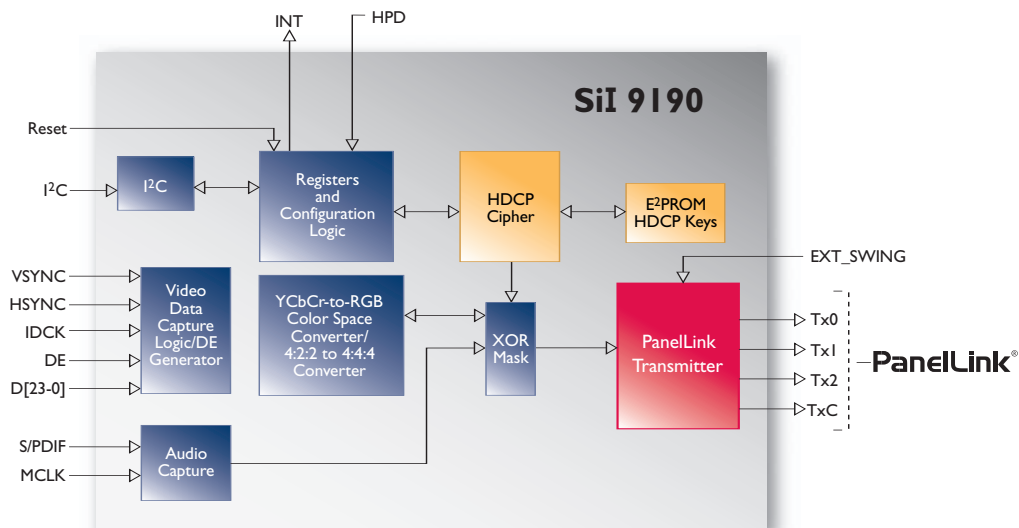 INT
HPD
SiI 9190
Reset
I²C
I²C
Registers
and
Configuration
Logic
HDCP
Cipher
E²PROM
HDCP Keys
EXT_SWING
VSYNC
HSYNC
IDCK
DE
D[23-0]
Video
Data
Capture
Logic/DE
Generator
YCbCr-to-RGB
Color Space
Converter/
4:2:2 to 4:4:4
Converter
XOR
Mask
PanelLink
Transmitter
Tx0
Tx1
Tx2
TxC
PanelLink®
S/PDIF
MCLK
Audio
Capture